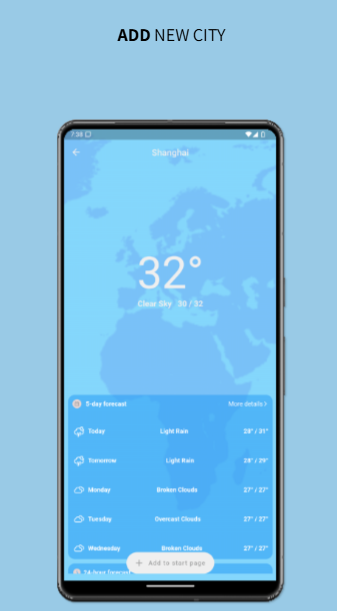 ADD NEW CITY
7:38
Shanghai
32°
Clear Sky 30 / 32
5-day forecast More details >
Today Light Rain 28° / 31°
Tomorrow Light Rain 28° / 29°
Monday Broken Clouds 27° / 27°
Tuesday Overcast Clouds 27° / 27°
Wednesday Broken Clouds 27° / 27°
+ Add to start page